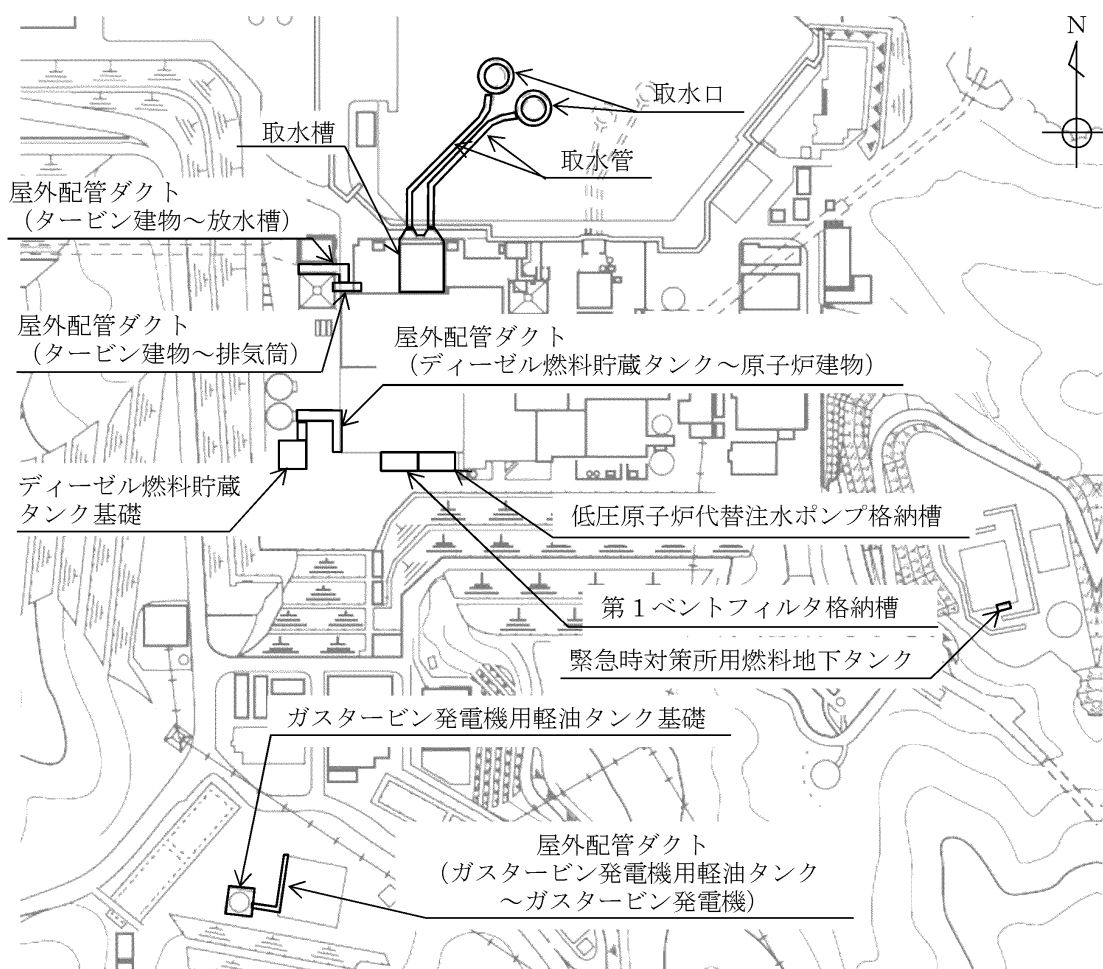 N
取水口
取水槽
取水管
屋外配管ダクト
（タービン建物～放水槽）
屋外配管ダクト
（タービン建物～排気筒）
屋外配管ダクト
（ディーゼル燃料貯蔵タンク～原子炉建物）
ディーゼル燃料貯蔵
タンク基礎
低圧原子炉代替注水ポンプ格納槽
第１ベントフィルタ格納槽
緊急時対策所用燃料地下タンク
ガスタービン発電機用軽油タンク基礎
屋外配管ダクト
（ガスタービン発電機用軽油タンク
～ガスタービン発電機）